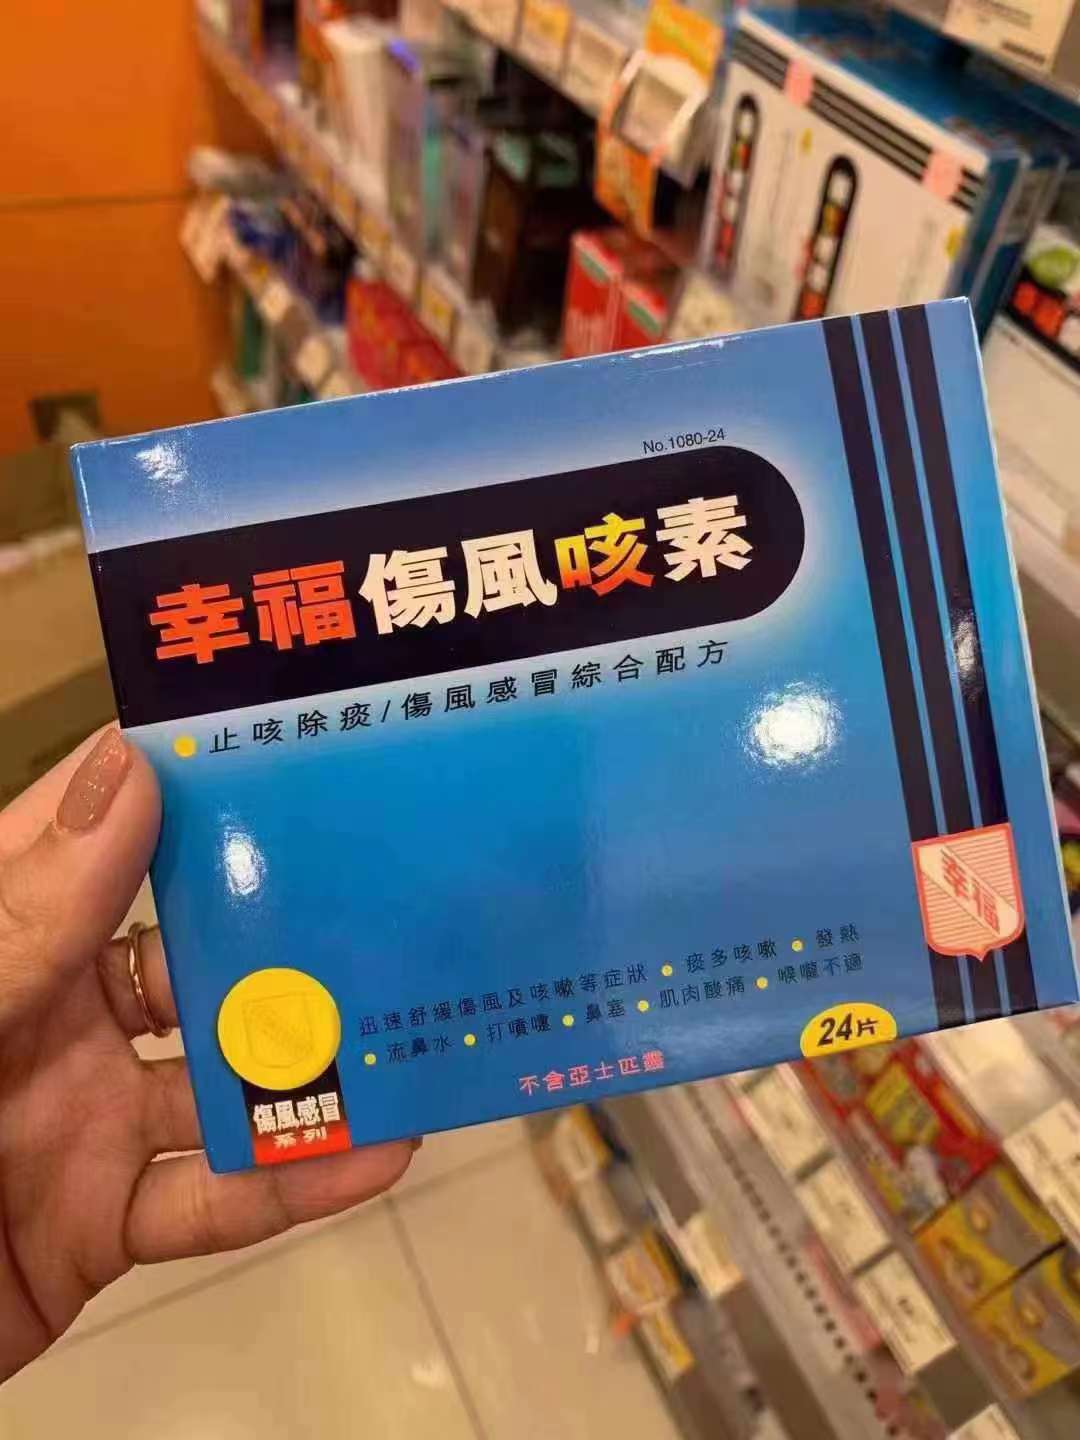 No.1080-24
幸福傷風咳素
止咳除痰/傷風感冒綜合配方
幸福
迅速舒緩傷風及咳嗽等症狀 ● 痰多咳嗽 ● 發熱
● 流鼻水 ● 打噴嚏 ● 鼻塞 ● 肌肉酸痛 ● 喉嚨不適
不含亞士匹靈
24片
傷風感冒
系列